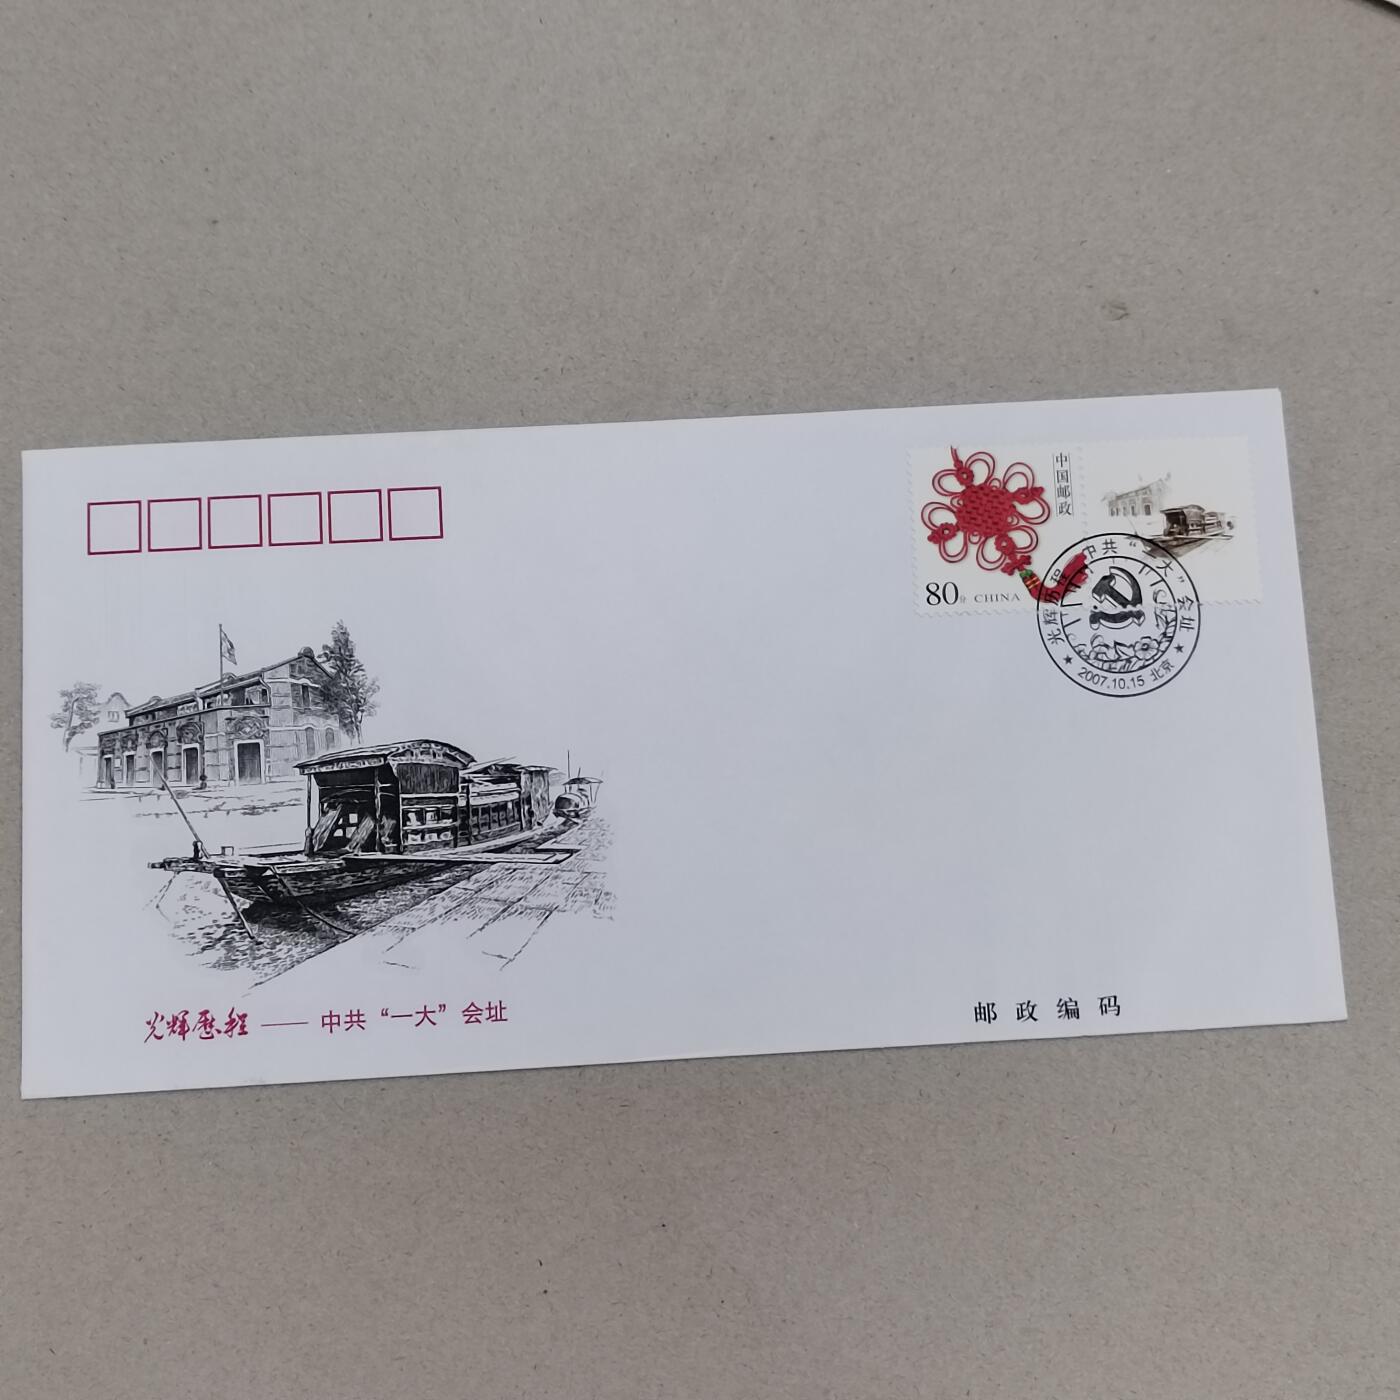 中国邮政
80分 CHINA
光辉历程 中共“一大”会址
★ 2007.10.15 北京 ★
光辉历程 —— 中共“一大”会址
邮政编码